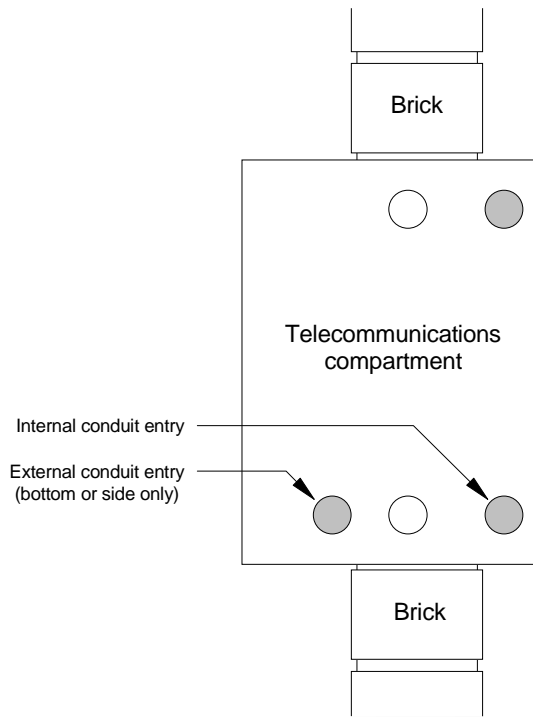 Brick
Telecommunications
compartment
Internal conduit entry
External conduit entry
(bottom or side only)
Brick